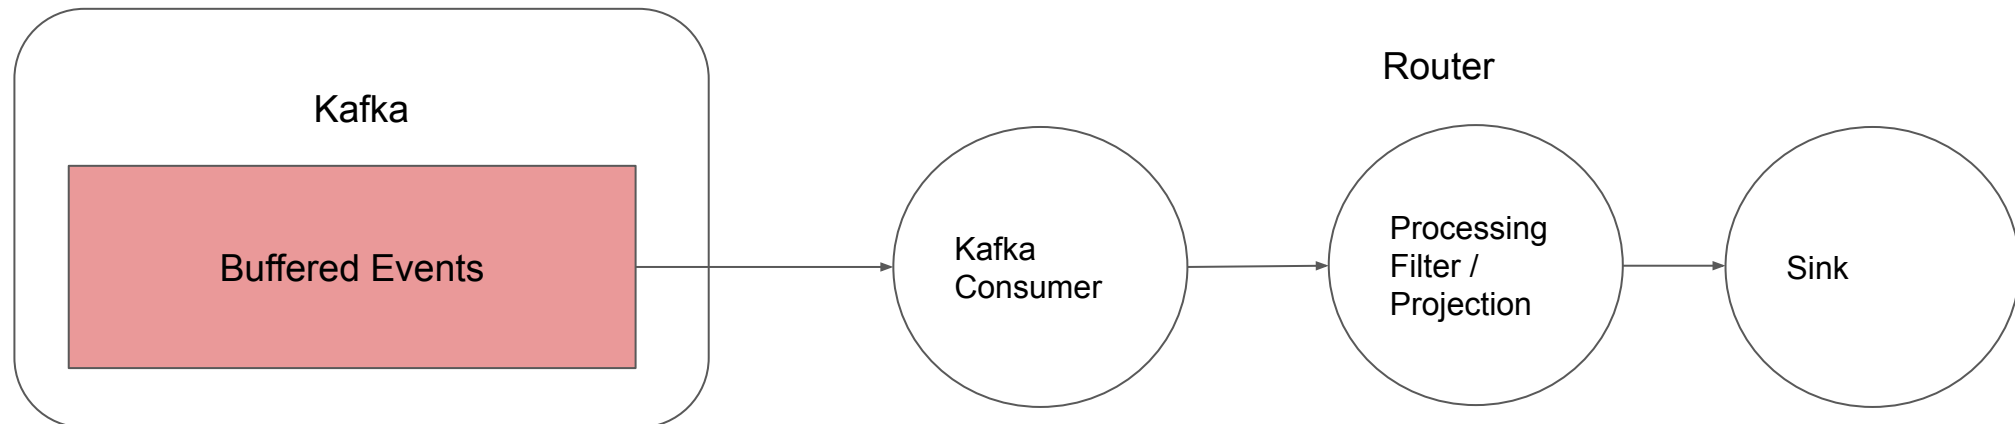 Kafka
Buffered Events
Router
Kafka
Consumer
Processing
Filter /
Projection
Sink